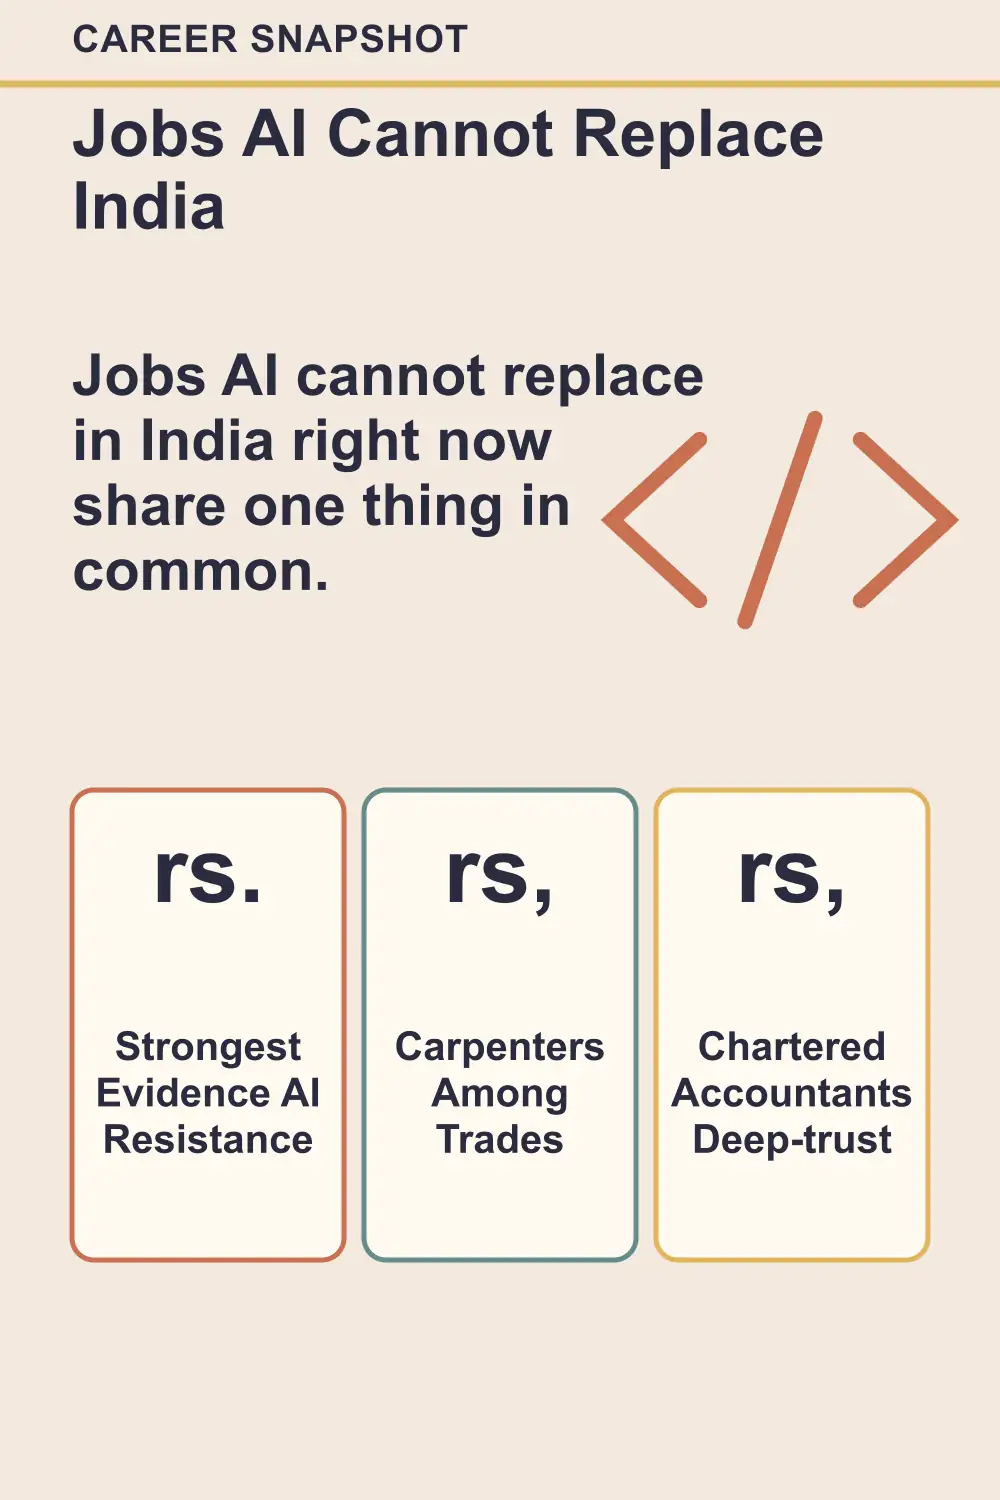 CAREER SNAPSHOT
Jobs AI Cannot Replace
India
Jobs AI cannot replace
in India right now
share one thing in
common.
</>
rs.
Strongest
Evidence AI
Resistance
rs,
Carpenters
Among
Trades
rs,
Chartered
Accountants
Deep-trust